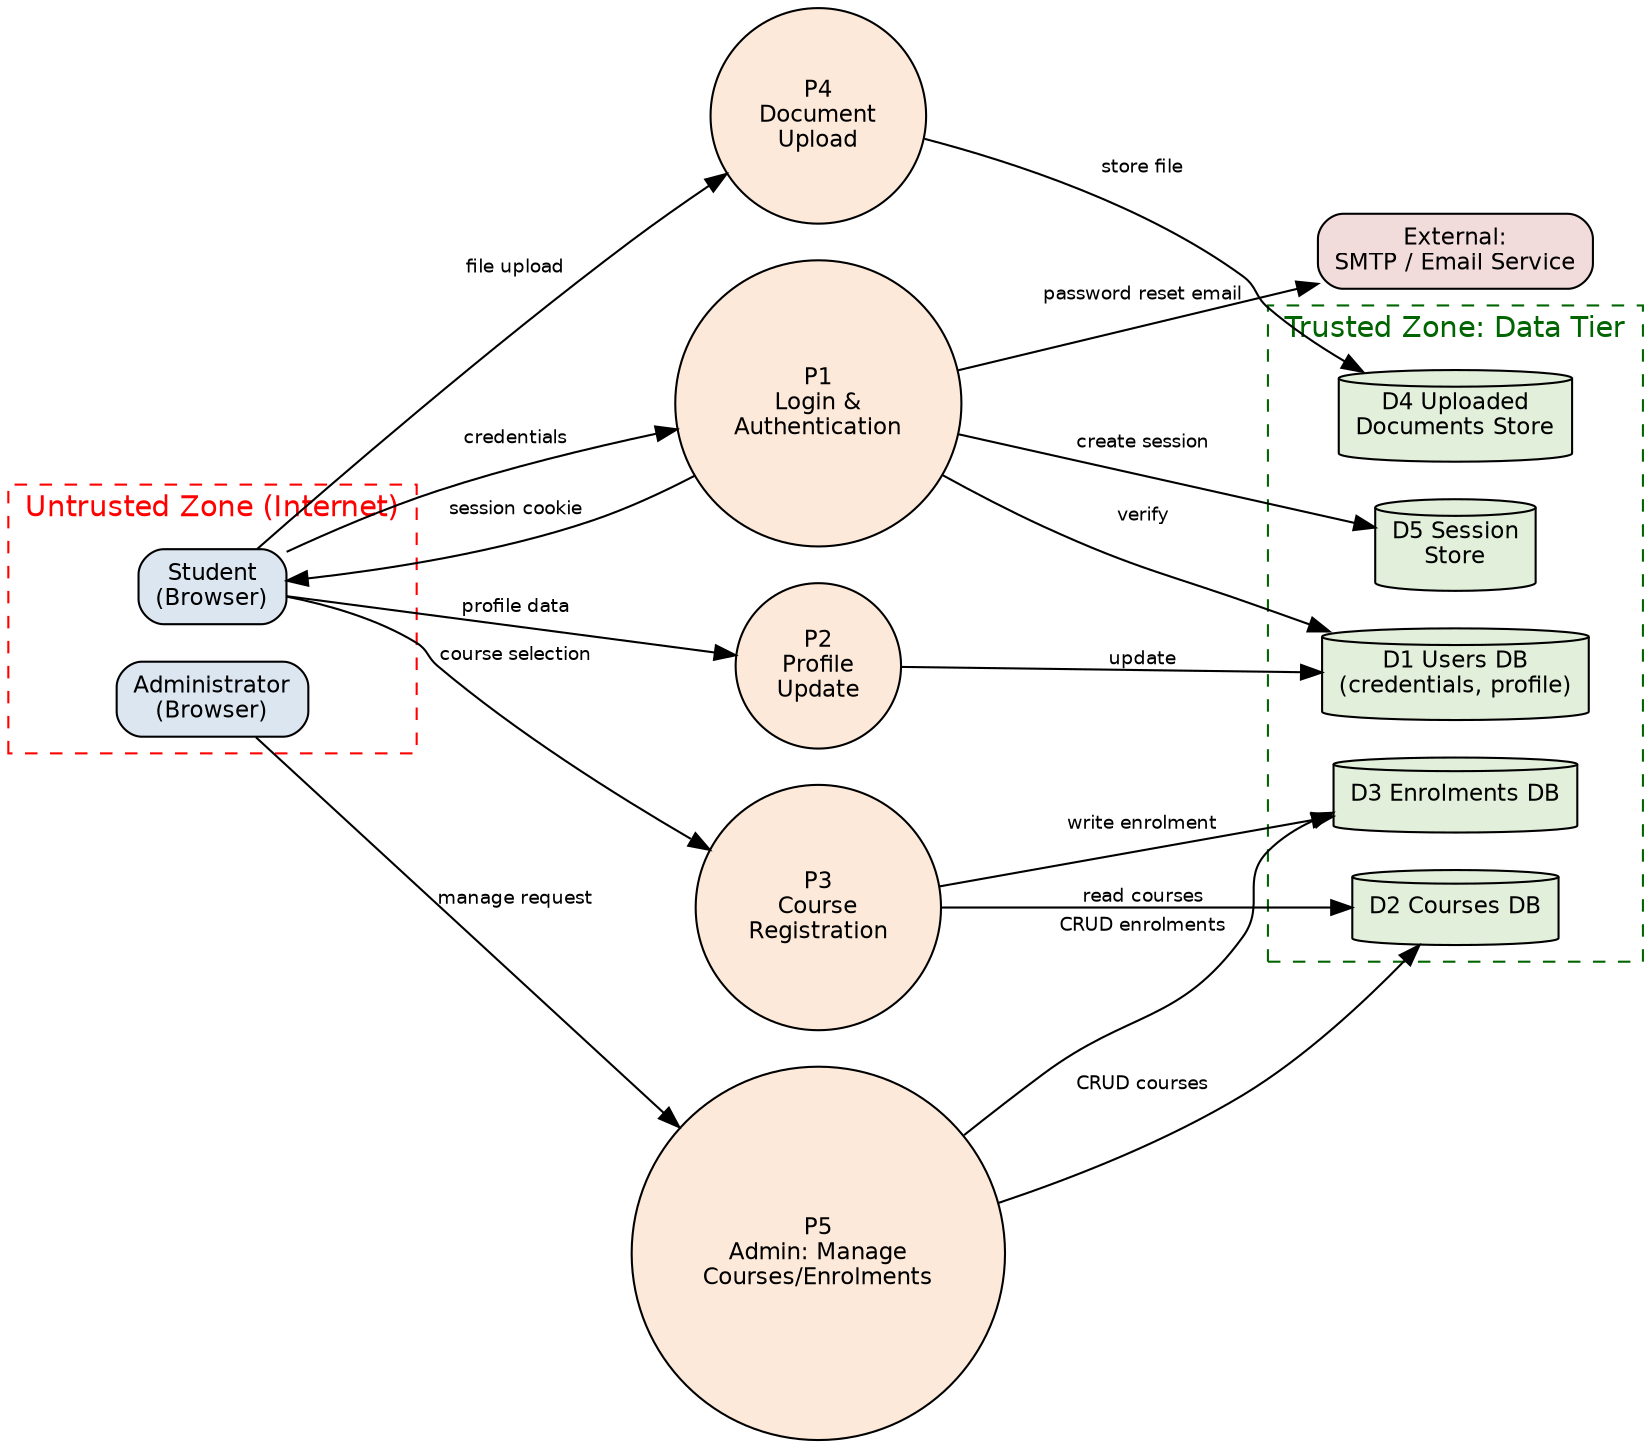 P4
Document
Upload
store file
External:
SMTP / Email Service
file upload
password reset email
Trusted Zone: Data Tier
P1
Login &
Authentication
D4 Uploaded
Documents Store
credentials
create session
Untrusted Zone (Internet)
session cookie
verify
D5 Session
Store
Student
(Browser)
profile data
course selection
P2
Profile
Update
update
D1 Users DB
(credentials, profile)
Administrator
(Browser)
write enrolment
D3 Enrolments DB
manage request
P3
Course
Registration
read courses
CRUD enrolments
D2 Courses DB
CRUD courses
P5
Admin: Manage
Courses/Enrolments